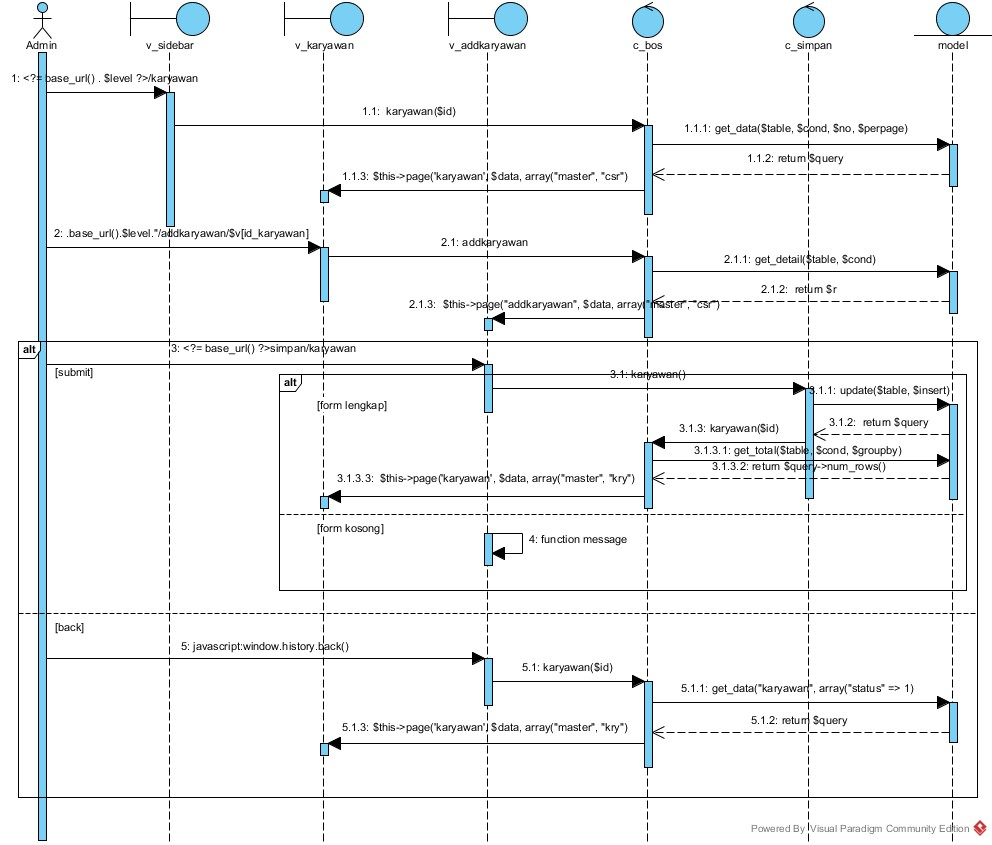 Admin
v_sidebar
v_karyawan
v_addkaryawan
c_bos
c_simpan
model
1: <?= base_url() . $level ?>/karyawan
1.1:  karyawan($id)
1.1.1: get_data($table, $cond, $no, $perpage)
1.1.2: return $query
1.1.3: $this->page('karyawan', $data, array("master", "csr")
2: .base_url().$level."/addkaryawan/$v[id_karyawan]
2.1: addkaryawan
2.1.1: get_detail($table, $cond)
2.1.2:  return $r
2.1.3:  $this->page("addkaryawan", $data, array("master", "csr")
alt
3: <?= base_url() ?>simpan/karyawan
[submit]
alt
3.1: karyawan()
[form lengkap]
3.1.1: update($table, $insert)
3.1.2:  return $query
3.1.3: karyawan($id)
3.1.3.1: get_total($table, $cond, $groupby)
3.1.3.2: return $query->num_rows()
3.1.3.3:  $this->page('karyawan', $data, array("master", "kry")
[form kosong]
4: function message
[back]
5: javascript:window.history.back()
5.1: karyawan($id)
5.1.1: get_data("karyawan", array("status" => 1)
5.1.2: return $query
5.1.3:  $this->page('karyawan', $data, array("master", "kry")
Powered By  Visual Paradigm Community Edition